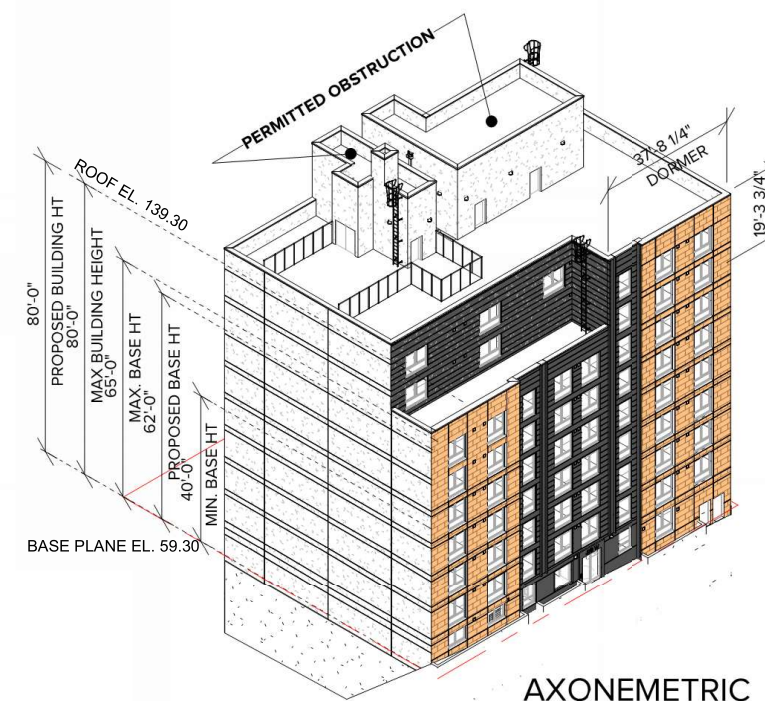 PERMITTED OBSTRUCTION
37'-8 1/4"
DORMER
19'-3 3/4"
ROOF EL. 139.30
80'-0"
PROPOSED BUILDING HT
80'-0"
MAX BUILDING HEIGHT
65'-0"
MAX. BASE HT
62'-0"
PROPOSED BASE HT
40'-0"
MIN. BASE HT
BASE PLANE EL. 59.30
AXONEMETRIC